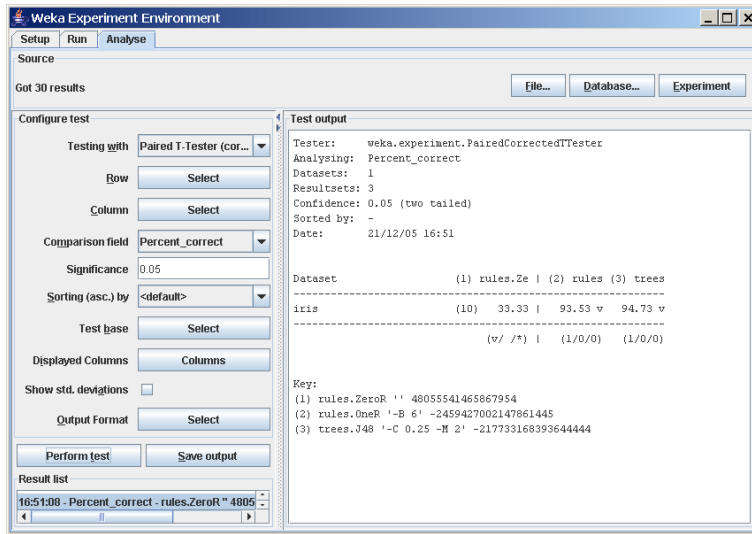 Weka Experiment Environment
Setup Run Analyse
Source
Got 30 results
File... Database... Experiment
Configure test
Testing with Paired T-Tester (cor...
Row Select
Column Select
Comparison field Percent_correct
Significance 0.05
Sorting (asc.) by <default>
Test base Select
Displayed Columns Columns
Show std. deviations
Output Format Select
Perform test Save output
Result list
16:51:08 - Percent_correct - rules.ZeroR '' 4805
Test output
Tester: weka.experiment.PairedCorrectedTTester
Analysing: Percent_correct
Datasets: 1
Resultsets: 3
Confidence: 0.05 (two tailed)
Sorted by: -
Date: 21/12/05 16:51
Dataset (1) rules.Ze | (2) rules (3) trees
----------------------------------------------------------
iris (10) 33.33 | 93.53 v 94.73 v
----------------------------------------------------------
(v/ /*) | (1/0/0) (1/0/0)
Key:
(1) rules.ZeroR '' 48055541465867954
(2) rules.OneR '-B 6' -2459427002147861445
(3) trees.J48 '-C 0.25 -M 2' -217733168393644444